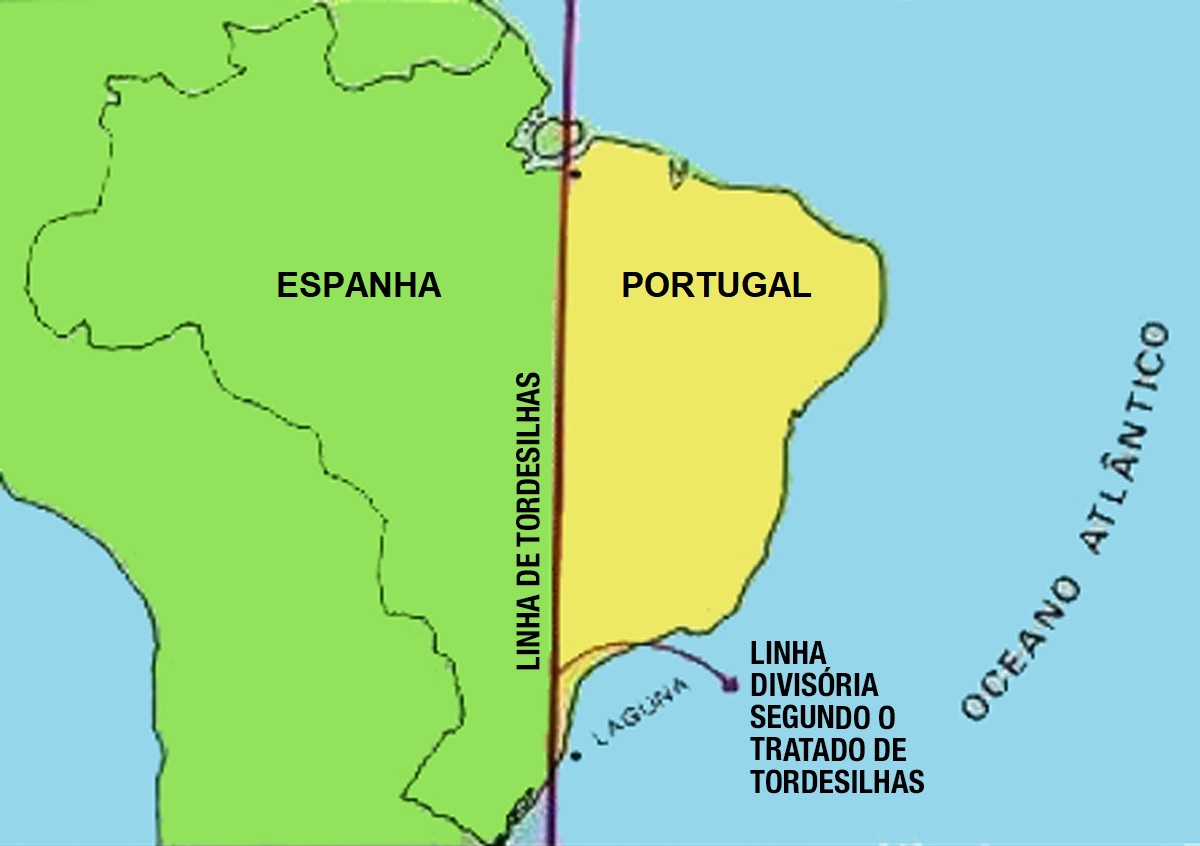 ESPANHA
PORTUGAL
LINHA DE TORDESILHAS
OCEANO ATLÂNTICO
LAGUNA
LINHA
DIVISÓRIA
SEGUNDO O
TRATADO DE
TORDESILHAS